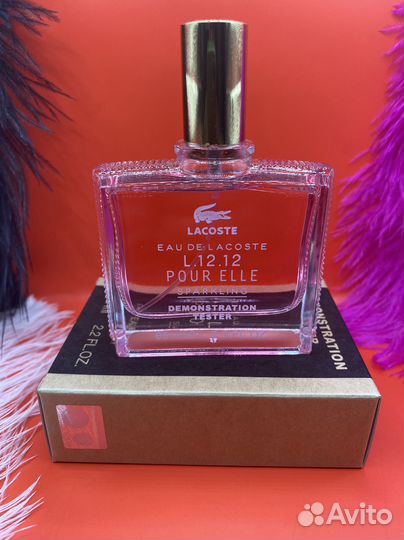 LACOSTE
EAU DE LACOSTE
L.12.12
POUR ELLE
SPARKLING
DEMONSTRATION
TESTER
2.2 FL.OZ.
Avito